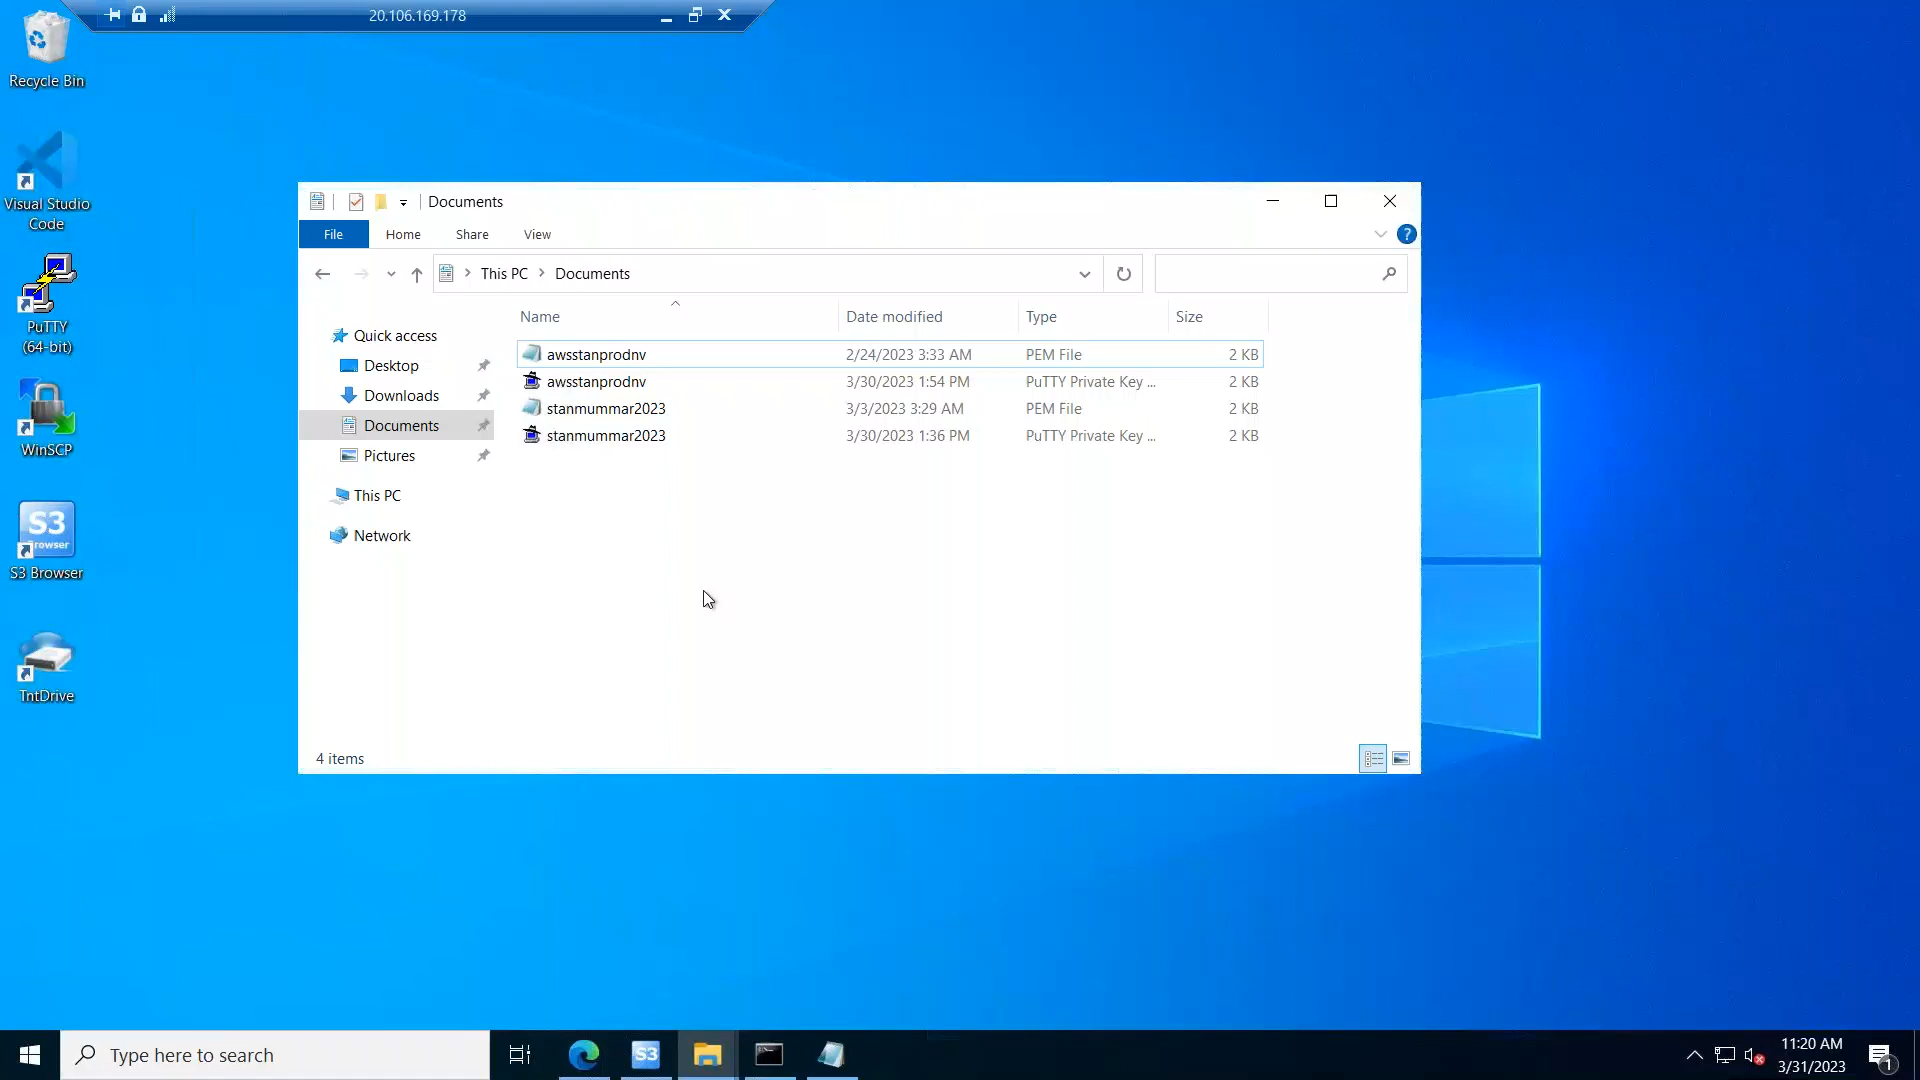 20.106.169.178
Recycle Bin
Visual Studio
Code
PuTTY
(64-bit)
WinSCP
S3
Browser
S3 Browser
TntDrive
Documents
File Home Share View
?
This PC Documents
Name Date modified Type Size
Quick access
Desktop
Downloads
Documents
Pictures
This PC
Network
awsstanprodnv 2/24/2023 3:33 AM PEM File 2 KB
awsstanprodnv 3/30/2023 1:54 PM PuTTY Private Key ... 2 KB
stanmummar2023 3/3/2023 3:29 AM PEM File 2 KB
stanmummar2023 3/30/2023 1:36 PM PuTTY Private Key ... 2 KB
4 items
Type here to search
S3
11:20 AM
3/31/2023
1